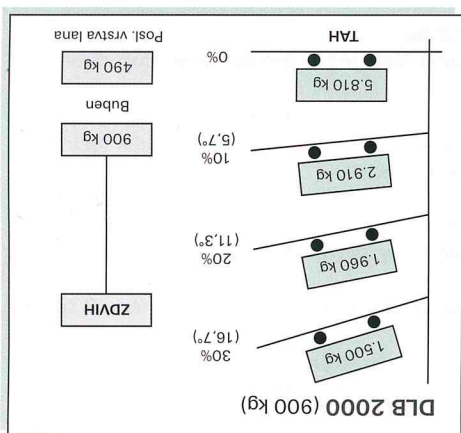 DLB 2000 (900 kg)
1.500 kg
30%
(16,7°)
1.960 kg
20%
(11,3°)
2.910 kg
10%
(5,7°)
5.810 kg
0%
TAH
ZDVIH
900 kg
Buben
490 kg
Posl. vrstva lana